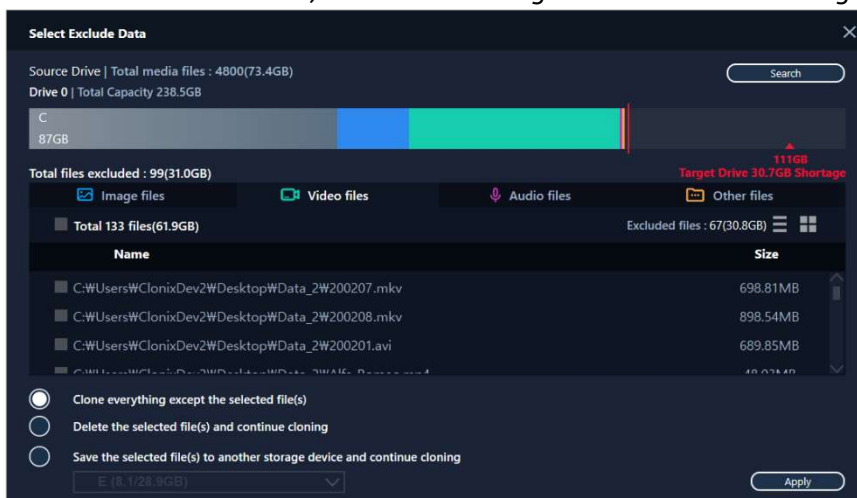 Select Exclude Data
Source Drive | Total media files : 4800(73.4GB)
Search
Drive 0 | Total Capacity 238.5GB
C
87GB
111GB
Total files excluded : 99(31.0GB)
Target Drive 30.7GB Shortage
Image files
Video files
Audio files
Other files
Total 133 files(61.9GB)
Excluded files : 67(30.8GB)
Name Size
C:₩Users₩ClonixDev2₩Desktop₩Data_2₩200207.mkv 698.81MB
C:₩Users₩ClonixDev2₩Desktop₩Data_2₩200208.mkv 898.54MB
C:₩Users₩ClonixDev2₩Desktop₩Data_2₩200201.avi 689.85MB
Clone everything except the selected file(s)
Delete the selected file(s) and continue cloning
Save the selected file(s) to another storage device and continue cloning
E (8.1/28.9GB)
Apply